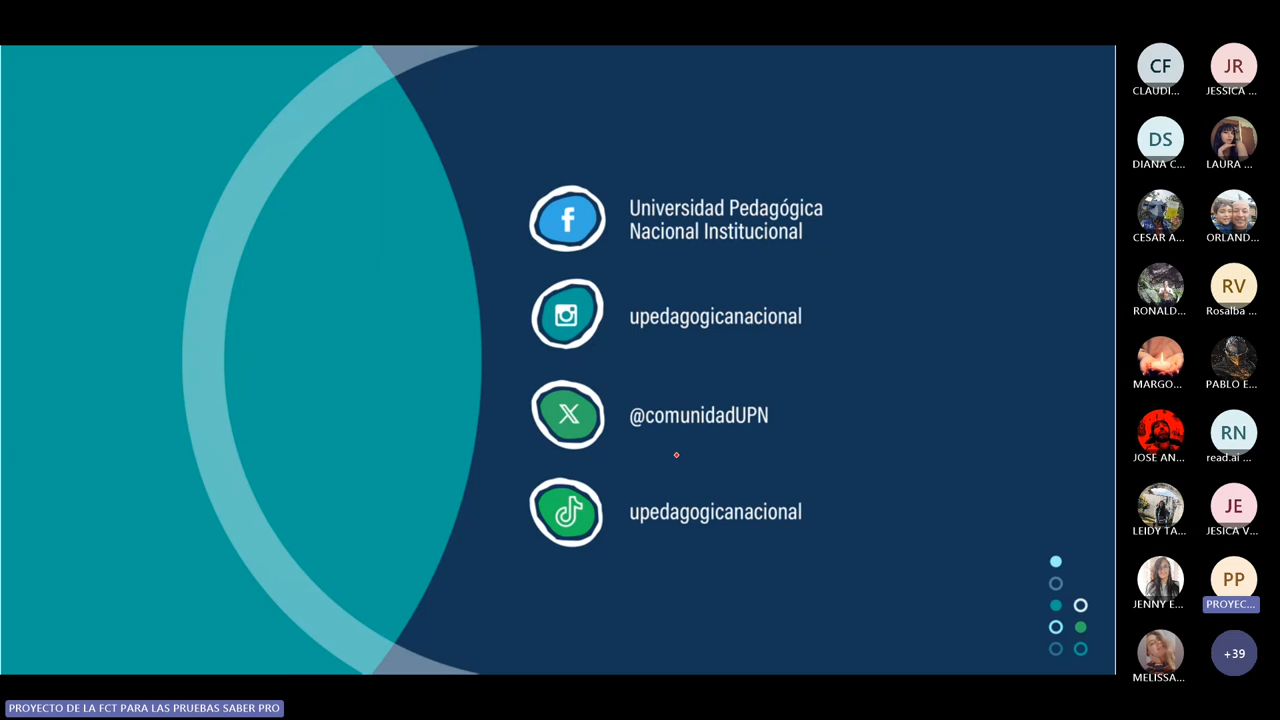 Universidad Pedagógica
Nacional Institucional
upedagogicanacional
@comunidadUPN
upedagogicanacional
CF
CLAUDI...
JR
JESSICA ...
DS
DIANA C...
LAURA ...
CESAR A...
ORLAND...
RONALD...
RV
Rosalba ...
MARGO...
PABLO E...
JOSE AN...
RN
read.ai ...
LEIDY TA...
JE
JESICA V...
JENNY E...
PP
PROYEC...
MELISSA...
+39
PROYECTO DE LA FCT PARA LAS PRUEBAS SABER PRO